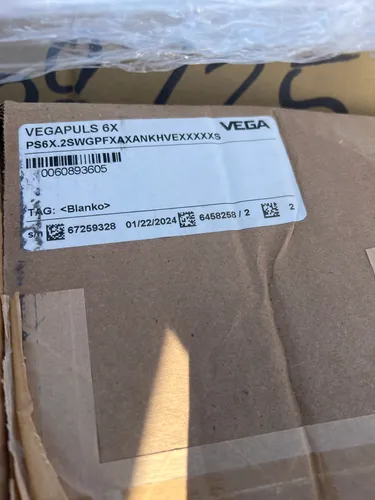 VEGAPULS 6X
VEGA
PS6X.2SWGPFXAXANKHVEXXXXXS
0060893605
TAG: <Blanko>
s/n 67259328 01/22/2024 6458258 / 2 2